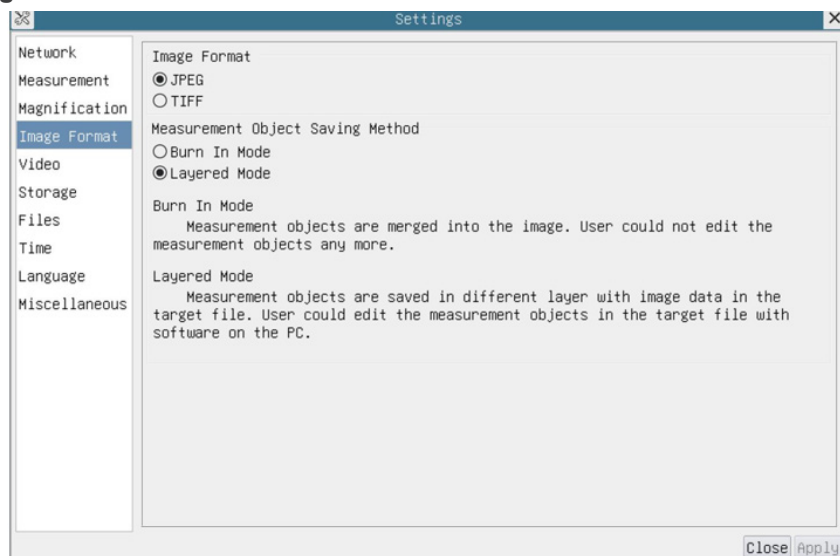 Settings
Network
Measurement
Magnification
Image Format
Video
Storage
Files
Time
Language
Miscellaneous
Image Format
JPEG
TIFF
Measurement Object Saving Method
Burn In Mode
Layered Mode
Burn In Mode
Measurement objects are merged into the image. User could not edit the
measurement objects any more.
Layered Mode
Measurement objects are saved in different layer with image data in the
target file. User could edit the measurement objects in the target file with
software on the PC.
Close Apply